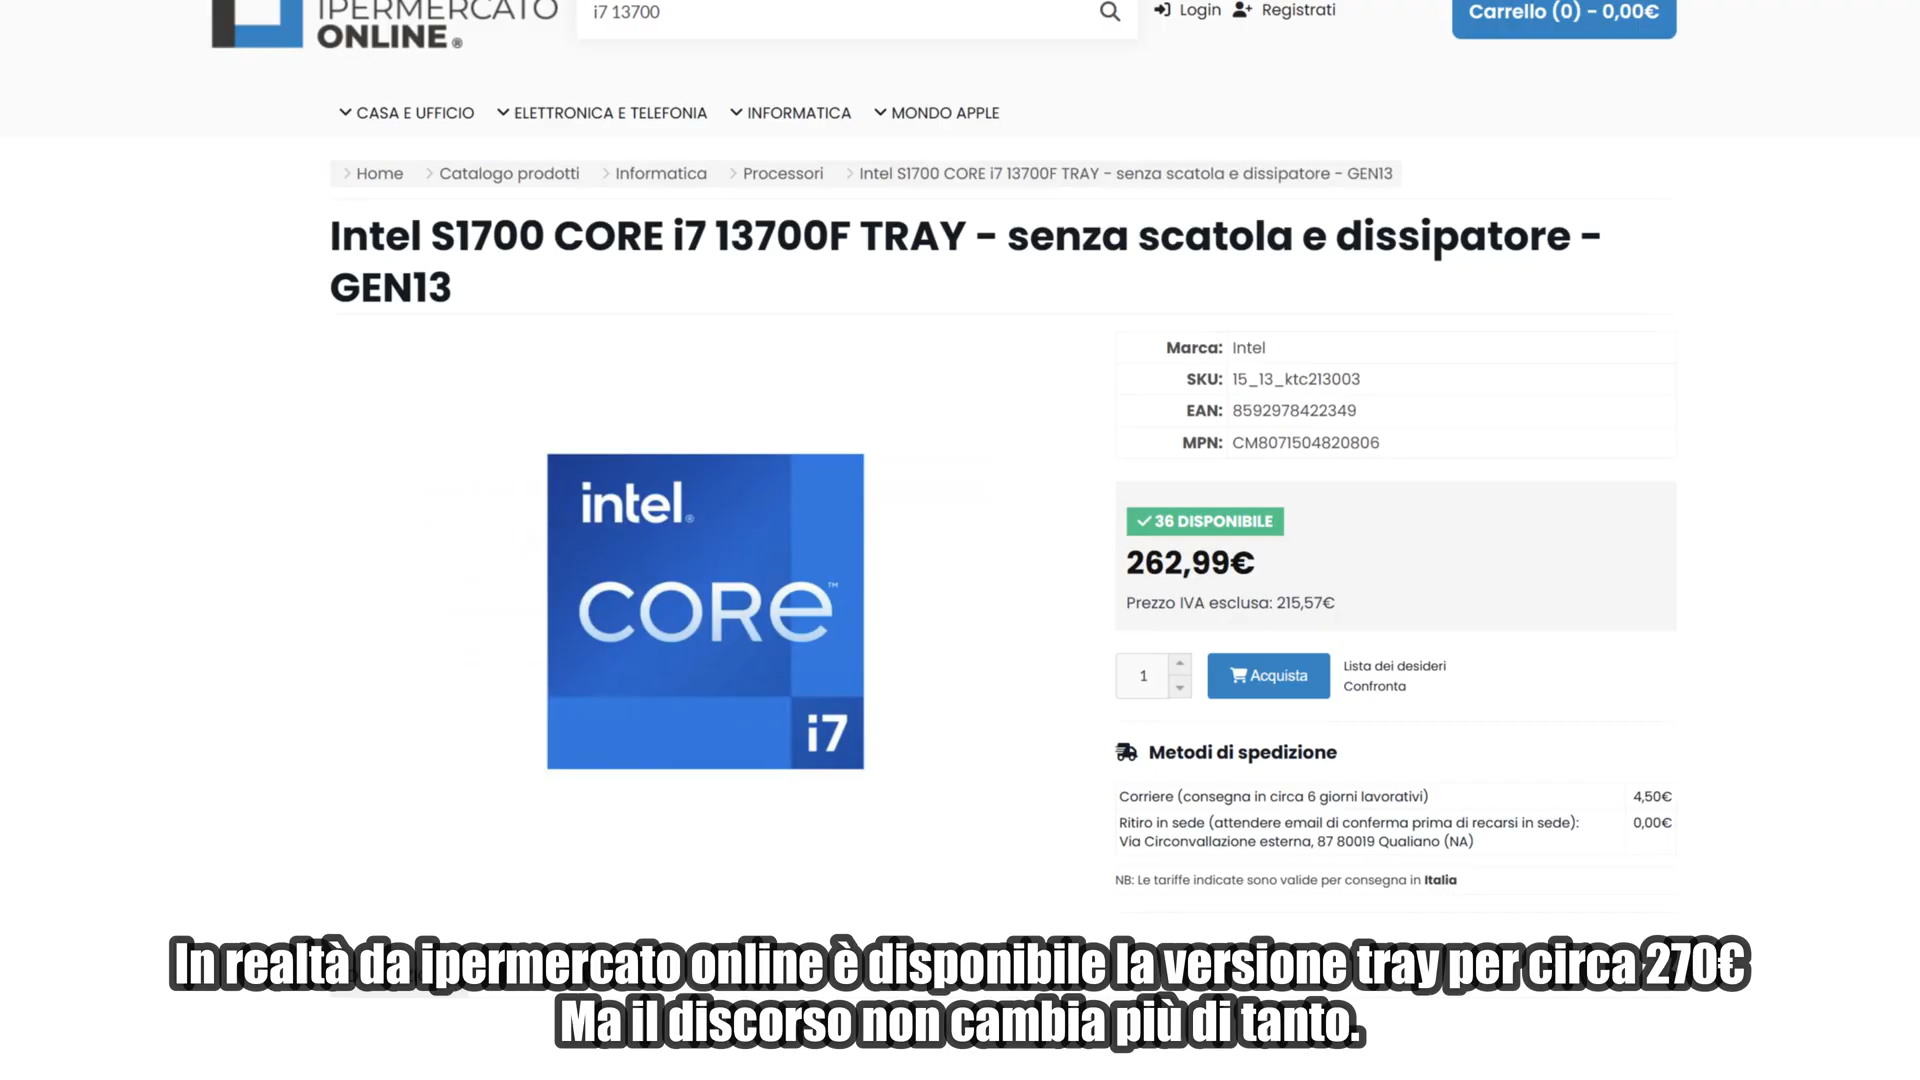 IPERMERCATO
ONLINE®
i7 13700
Login
Registrati
Carrello (0) - 0,00€
CASA E UFFICIO
ELETTRONICA E TELEFONIA
INFORMATICA
MONDO APPLE
Home
Catalogo prodotti
Informatica
Processori
Intel S1700 CORE i7 13700F TRAY - senza scatola e dissipatore - GEN13
Intel S1700 CORE i7 13700F TRAY - senza scatola e dissipatore -
GEN13
Marca: Intel
SKU: 15_13_ktc213003
EAN: 8592978422349
MPN: CM8071504820806
intel®
CORe™
i7
36 DISPONIBILE
262,99€
Prezzo IVA esclusa: 215,57€
1
Acquista
Lista dei desideri
Confronta
Metodi di spedizione
Corriere (consegna in circa 6 giorni lavorativi) 4,50€
Ritiro in sede (attendere email di conferma prima di recarsi in sede): 0,00€
Via Circonvallazione esterna, 87 80019 Qualiano (NA)
NB: Le tariffe indicate sono valide per consegna in Italia
In realtà da ipermercato online è disponibile la versione tray per circa 270€
Ma il discorso non cambia più di tanto.